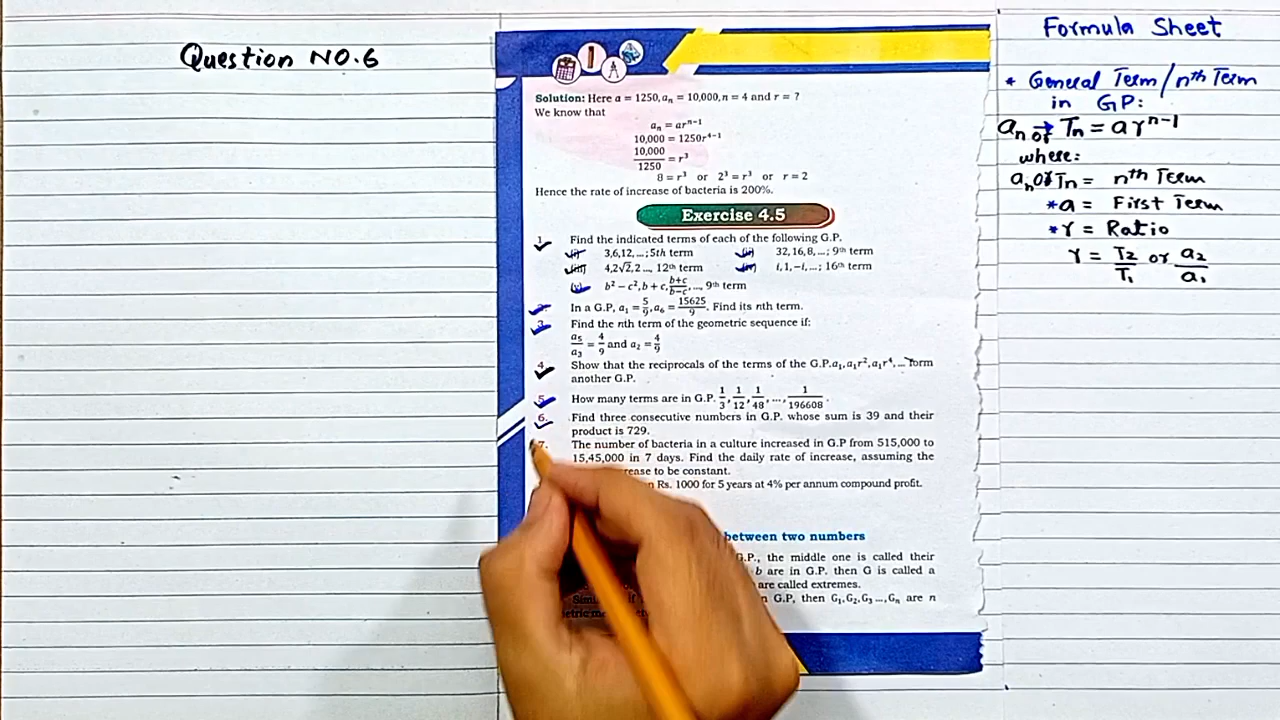 Question NO.6
Solution: Here a = 1250, aₙ = 10,000, n = 4 and r = ?
We know that
aₙ = arⁿ⁻¹
10,000 = 1250r⁴⁻¹
10,000/1250 = r³
8 = r³ or 2³ = r³ or r = 2
Hence the rate of increase of bacteria is 200%.
Exercise 4.5
1. Find the indicated terms of each of the following G.P.
(i) 3,6,12,...; 5th term (ii) 32,16,8,...; 9th term
(iii) 4,2√2,2..., 12th term (iv) i,1,−i,...; 16th term
(v) b² − c², b + c, b+c/b−c, ..., 9th term
2. In a G.P, a₁ = 5/9, a₆ = 15625/9. Find its nth term.
3. Find the nth term of the geometric sequence if:
a₅/a₃ = 4/9 and a₂ = 4/9
4. Show that the reciprocals of the terms of the G.P. a₁, a₁r², a₁r⁴, ... form
another G.P.
5. How many terms are in G.P. 1/3, 1/12, 1/48, ..., 1/196608.
6. Find three consecutive numbers in G.P. whose sum is 39 and their
product is 729.
7. The number of bacteria in a culture increased in G.P from 515,000 to
15,45,000 in 7 days. Find the daily rate of increase, assuming the
rease to be constant.
n Rs. 1000 for 5 years at 4% per annum compound profit.
between two numbers
G.P., the middle one is called their
b are in G.P. then G is called a
are called extremes.
n G.P, then G₁,G₂,G₃...,Gₙ are n
Formula Sheet
* General Term/nth Term
in GP:
aₙ or Tₙ = arⁿ⁻¹
where:
aₙ or Tₙ = nth Term
*a = First Term
*r = Ratio
r = T₂/T₁ or a₂/a₁